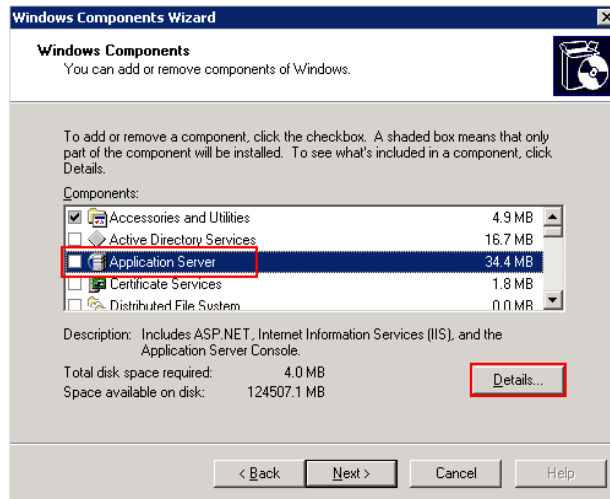 Windows Components Wizard
Windows Components
You can add or remove components of Windows.
To add or remove a component, click the checkbox. A shaded box means that only
part of the component will be installed. To see what's included in a component, click
Details.
Components:
Accessories and Utilities 4.9 MB
Active Directory Services 16.7 MB
Application Server 34.4 MB
Certificate Services 1.8 MB
Distributed File System 0.0 MB
Description: Includes ASP.NET, Internet Information Services (IIS), and the
Application Server Console.
Total disk space required: 4.0 MB
Space available on disk: 124507.1 MB
Details...
< Back Next > Cancel Help